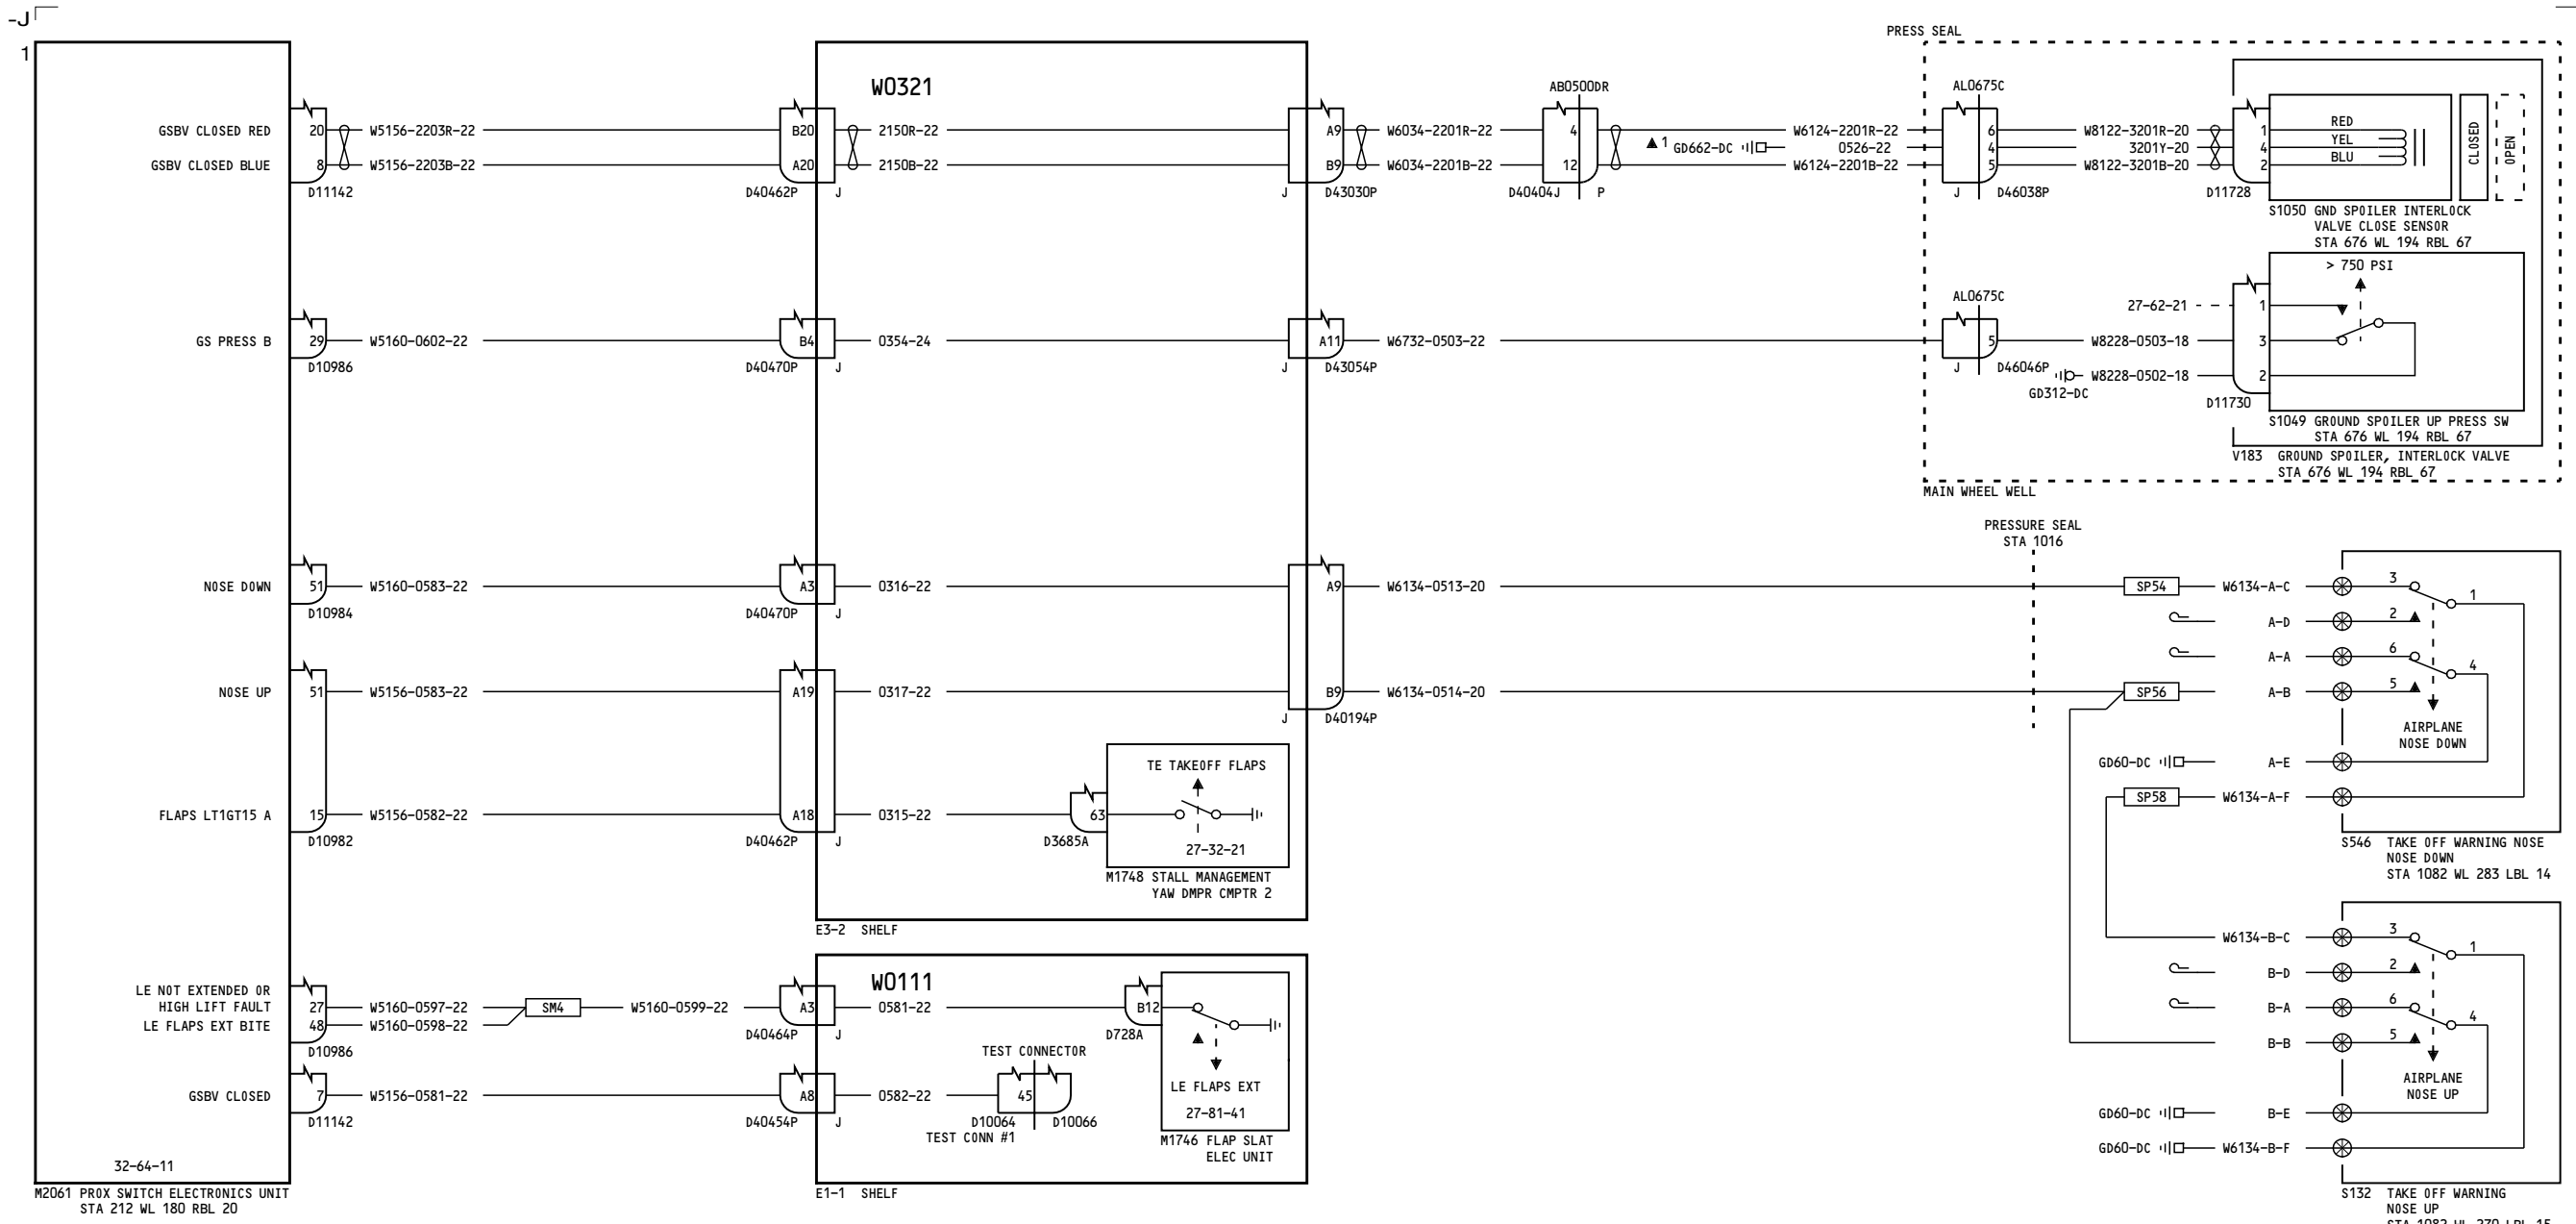 -J
1
PRESS SEAL
W0321
AB0500DR
AL0675C
GSBV CLOSED RED
20
W5156-2203R-22
B20
2150R-22
A9
W6034-2201R-22
4
W6124-2201R-22
6
W8122-3201R-20
1
RED
▲ 1 GD662-DC
0526-22
4
3201Y-20
4
YEL
GSBV CLOSED BLUE
8
W5156-2203B-22
A20
2150B-22
B9
W6034-2201B-22
12
W6124-2201B-22
5
W8122-3201B-20
2
BLU
CLOSED
OPEN
D11142
D40462P
J
J
D43030P
D40404J
P
J
D46038P
D11728
S1050 GND SPOILER INTERLOCK
VALVE CLOSE SENSOR
STA 676 WL 194 RBL 67
> 750 PSI
AL0675C
27-62-21
1
GS PRESS B
29
W5160-0602-22
B4
0354-24
A11
W6732-0503-22
5
W8228-0503-18
3
D10986
D40470P
J
J
D43054P
J
D46046P
W8228-0502-18
2
GD312-DC
D11730
S1049 GROUND SPOILER UP PRESS SW
STA 676 WL 194 RBL 67
V183 GROUND SPOILER, INTERLOCK VALVE
STA 676 WL 194 RBL 67
MAIN WHEEL WELL
PRESSURE SEAL
STA 1016
NOSE DOWN
51
W5160-0583-22
A3
0316-22
A9
W6134-0513-20
SP54
W6134-A-C
3
1
D10984
D40470P
J
A-D
2
A-A
6
4
NOSE UP
51
W5156-0583-22
A19
0317-22
B9
W6134-0514-20
SP56
A-B
5
J
D40194P
AIRPLANE
NOSE DOWN
TE TAKEOFF FLAPS
GD60-DC
A-E
SP58
W6134-A-F
FLAPS LT1GT15 A
15
W5156-0582-22
A18
0315-22
63
D10982
D40462P
J
D3685A
27-32-21
S546 TAKE OFF WARNING NOSE
NOSE DOWN
STA 1082 WL 283 LBL 14
M1748 STALL MANAGEMENT
YAW DMPR CMPTR 2
E3-2 SHELF
W6134-B-C
3
1
B-D
2
W0111
LE NOT EXTENDED OR
HIGH LIFT FAULT
27
W5160-0597-22
SM4
W5160-0599-22
A3
0581-22
B12
B-A
6
4
LE FLAPS EXT BITE
48
W5160-0598-22
D10986
D40464P
J
D728A
B-B
5
TEST CONNECTOR
AIRPLANE
NOSE UP
LE FLAPS EXT
GSBV CLOSED
7
W5156-0581-22
A8
0582-22
45
27-81-41
GD60-DC
B-E
D11142
D40454P
J
D10064
D10066
TEST CONN #1
M1746 FLAP SLAT
ELEC UNIT
GD60-DC
W6134-B-F
32-64-11
M2061 PROX SWITCH ELECTRONICS UNIT
STA 212 WL 180 RBL 20
E1-1 SHELF
S132 TAKE OFF WARNING
NOSE UP
STA 1082 WL 270 LBL 15